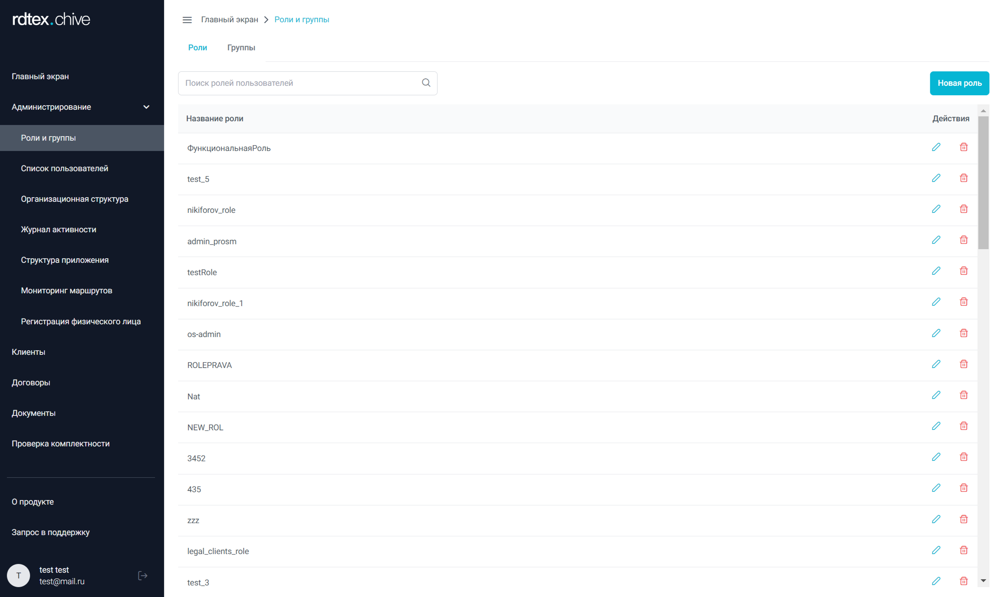 rdtex.chive
Главный экран
Администрирование
Роли и группы
Список пользователей
Организационная структура
Журнал активности
Структура приложения
Мониторинг маршрутов
Регистрация физического лица
Клиенты
Договоры
Документы
Проверка комплектности
О продукте
Запрос в поддержку
T
test test
test@mail.ru
Главный экран > Роли и группы
Роли Группы
Поиск ролей пользователей
Новая роль
Название роли Действия
ФункциональнаяРоль
test_5
nikiforov_role
admin_prosm
testRole
nikiforov_role_1
os-admin
ROLEPRAVA
Nat
NEW_ROL
3452
435
zzz
legal_clients_role
test_3